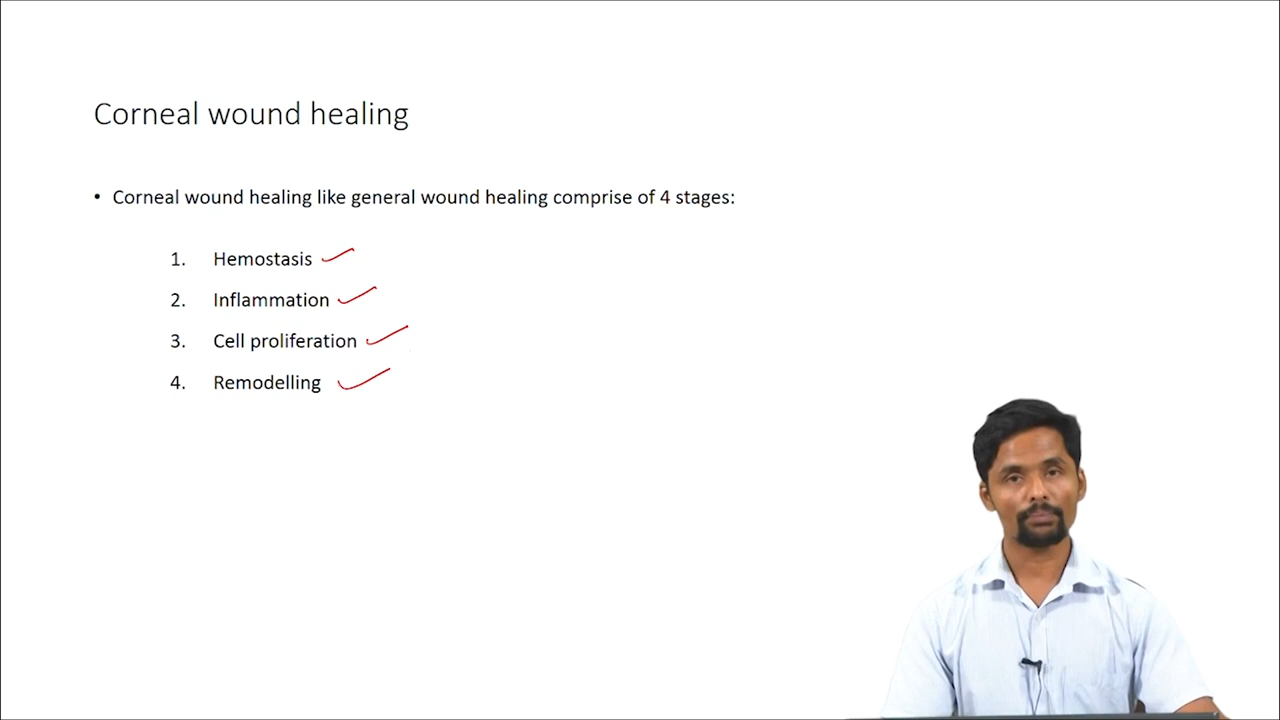 Corneal wound healing
• Corneal wound healing like general wound healing comprise of 4 stages:
1. Hemostasis
2. Inflammation
3. Cell proliferation
4. Remodelling